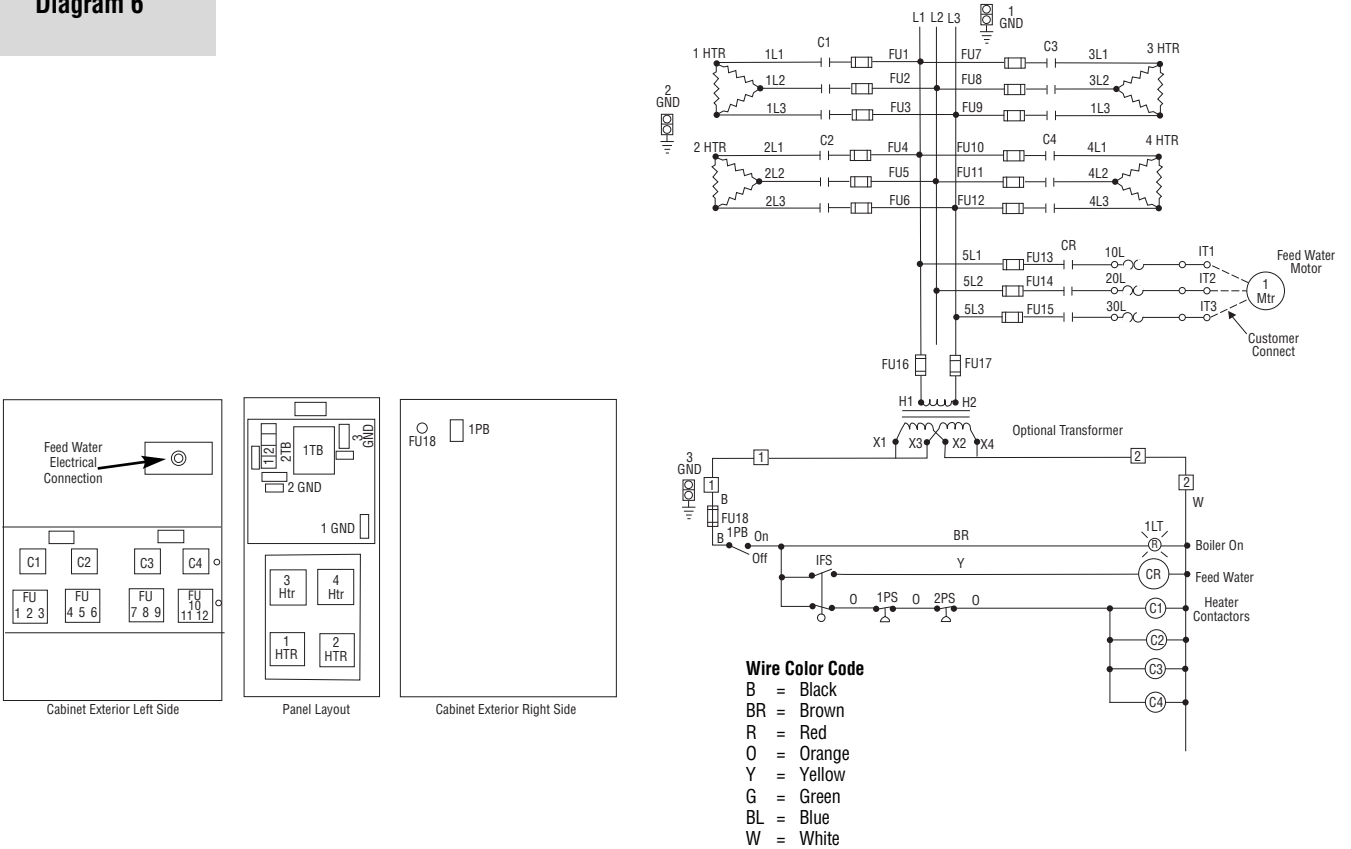 Diagram 6
L1 L2 L3
1
GND
1 HTR
1L1
C1
FU1
FU7
C3
3L1
3 HTR
1L2
FU2
FU8
3L2
2
GND
1L3
FU3
FU9
1L3
2 HTR
2L1
C2
FU4
FU10
C4
4L1
4 HTR
2L2
FU5
FU11
4L2
2L3
FU6
FU12
4L3
5L1
FU13
CR
10L
IT1
Feed Water
Motor
5L2
FU14
20L
IT2
1
Mtr
5L3
FU15
30L
IT3
Customer
Connect
FU16
FU17
H1
H2
Optional Transformer
X1
X3
X2
X4
1
2
3
GND
1
2
B
W
FU18
B
1PB
On
Off
BR
1LT
R
Boiler On
IFS
Y
CR
Feed Water
O
1PS
O
2PS
O
C1
Heater
Contactors
C2
C3
C4
Feed Water
Electrical
Connection
C1
C2
C3
C4
FU
1 2 3
FU
4 5 6
FU
7 8 9
FU
10
11 12
Cabinet Exterior Left Side
1 2
2TB
1TB
3
GND
2 GND
1 GND
3
Htr
4
Htr
1
HTR
2
HTR
Panel Layout
FU18
1PB
Cabinet Exterior Right Side
Wire Color Code
B = Black
BR = Brown
R = Red
O = Orange
Y = Yellow
G = Green
BL = Blue
W = White